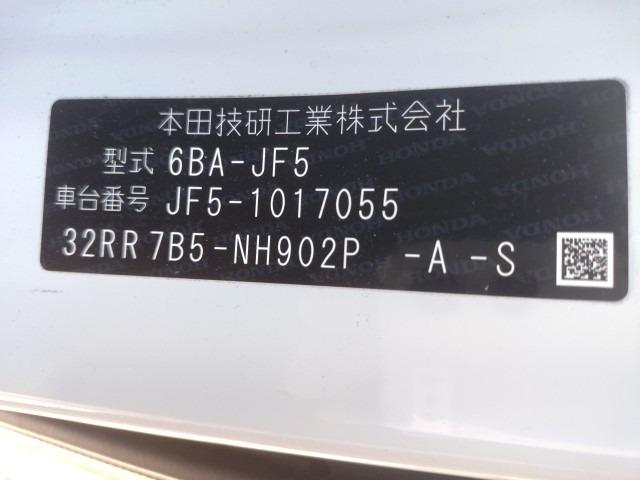 本田技研工業株式会社
型式 6BA-JF5
車台番号 JF5-1017055
32RR 7B5-NH902P -A -S